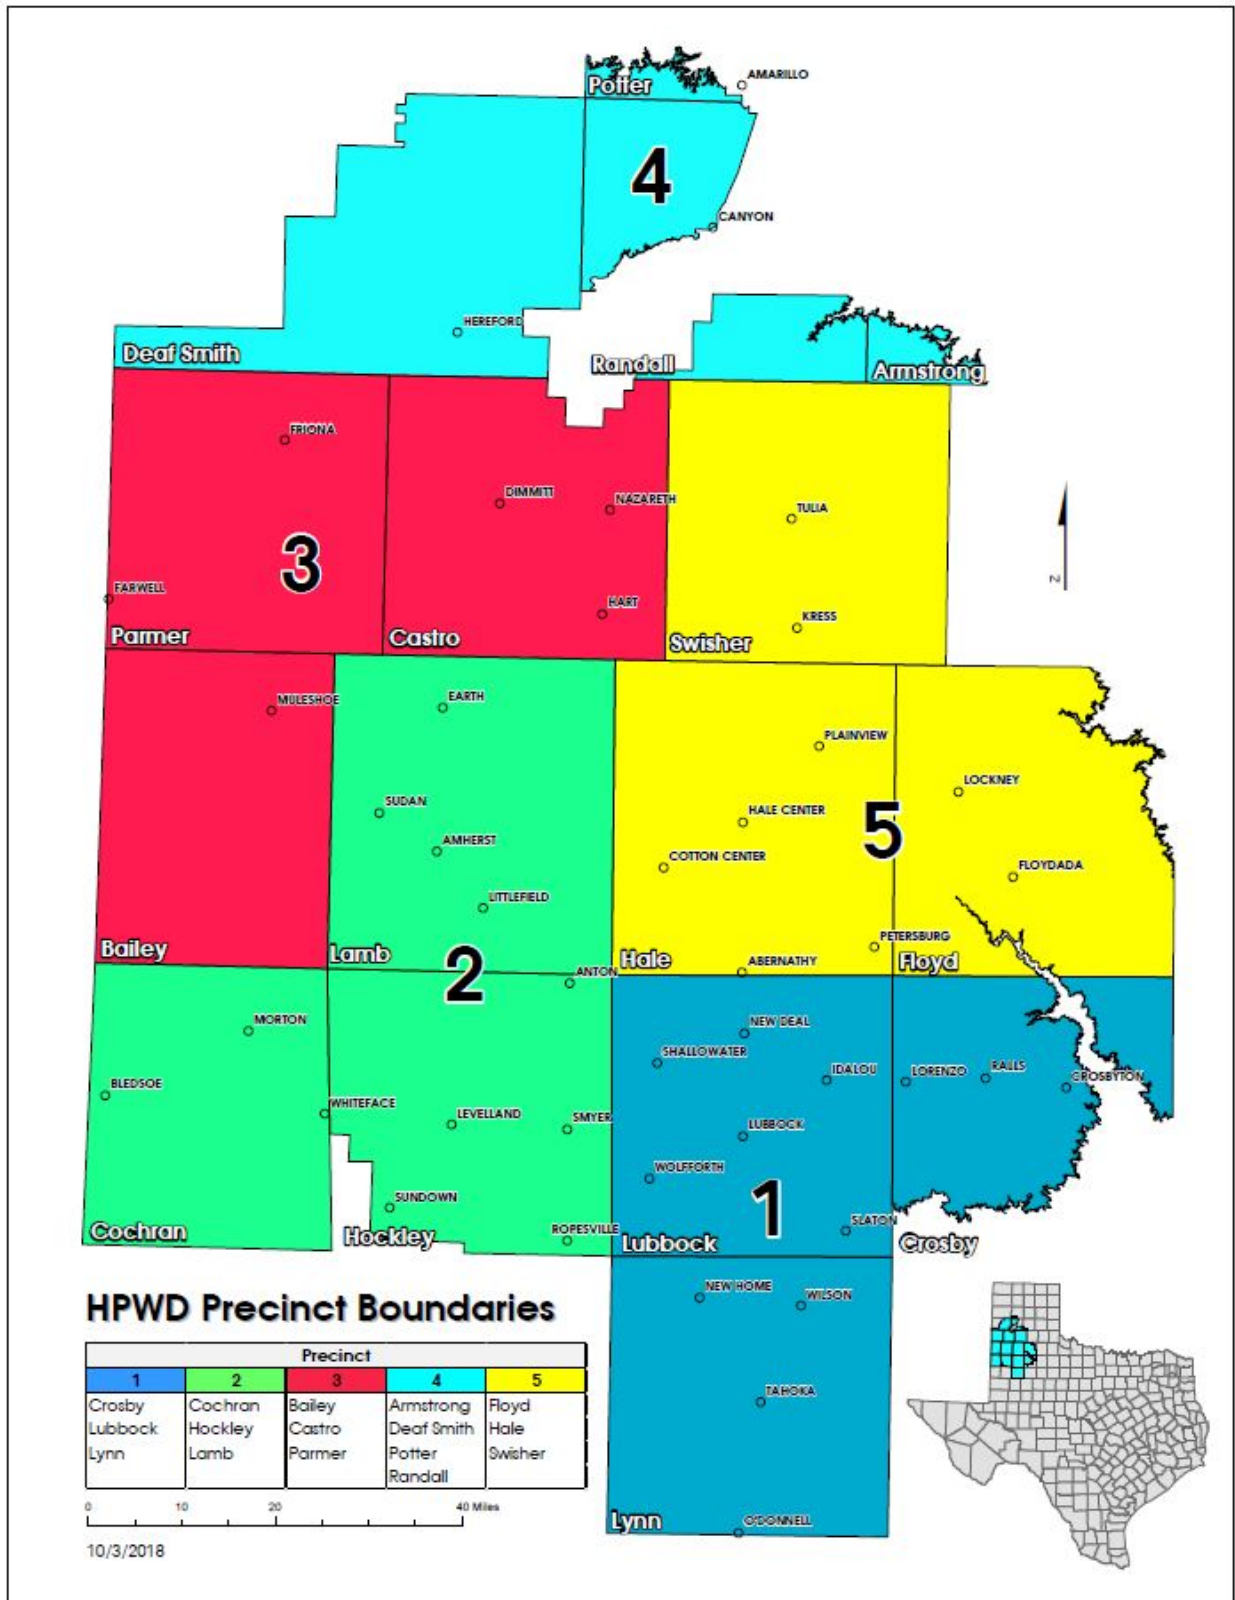 Potter
AMARILLO
4
CANYON
HEREFORD
Deaf Smith
Randall
Armstrong
FRIONA
DIMMITT
NAZARETH
TULIA
3
FARWELL
HART
KRESS
Parmer
Castro
Swisher
N
MULESHOE
EARTH
PLAINVIEW
LOCKNEY
SUDAN
HALE CENTER
5
AMHERST
COTTON CENTER
FLOYDADA
LITTLEFIELD
PETERSBURG
Bailey
Lamb
Hale
ABERNATHY
Floyd
2
ANTON
MORTON
NEW DEAL
SHALLOWATER
IDALOU
LORENZO
RALLS
CROSBYTON
BLEDSOE
WHITEFACE
LEVELLAND
SMYER
LUBBOCK
WOLFFORTH
1
SUNDOWN
SLATON
ROPESVILLE
Cochran
Hockley
Lubbock
Crosby
NEW HOME
WILSON
TAHOKA
O'DONNELL
Lynn
HPWD Precinct Boundaries
Precinct
1 2 3 4 5
Crosby Cochran Bailey Armstrong Floyd
Lubbock Hockley Castro Deaf Smith Hale
Lynn Lamb Parmer Potter Swisher
Randall
0 10 20 40 Miles
10/3/2018